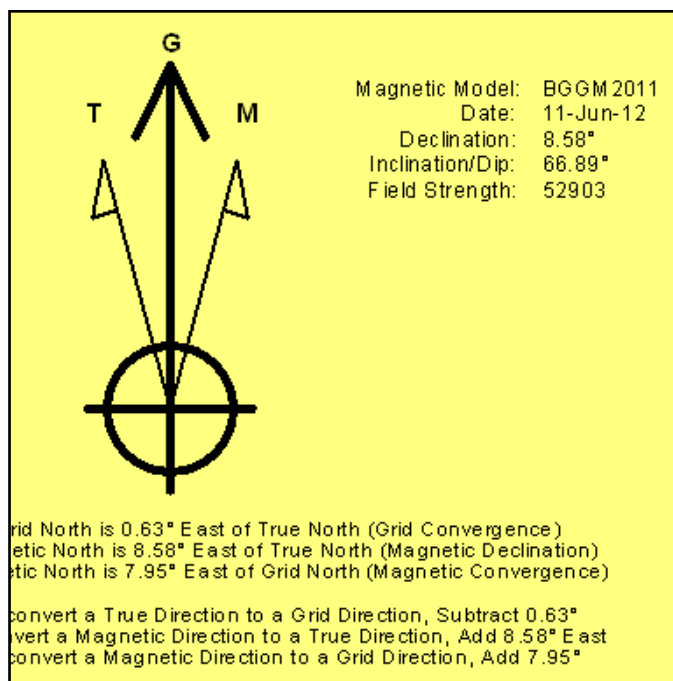 G
T M
Magnetic Model: BGGM2011
Date: 11-Jun-12
Declination: 8.58°
Inclination/Dip: 66.89°
Field Strength: 52903
rid North is 0.63° East of True North (Grid Convergence)
etic North is 8.58° East of True North (Magnetic Declination)
etic North is 7.95° East of Grid North (Magnetic Convergence)
convert a True Direction to a Grid Direction, Subtract 0.63°
vert a Magnetic Direction to a True Direction, Add 8.58° East
convert a Magnetic Direction to a Grid Direction, Add 7.95°